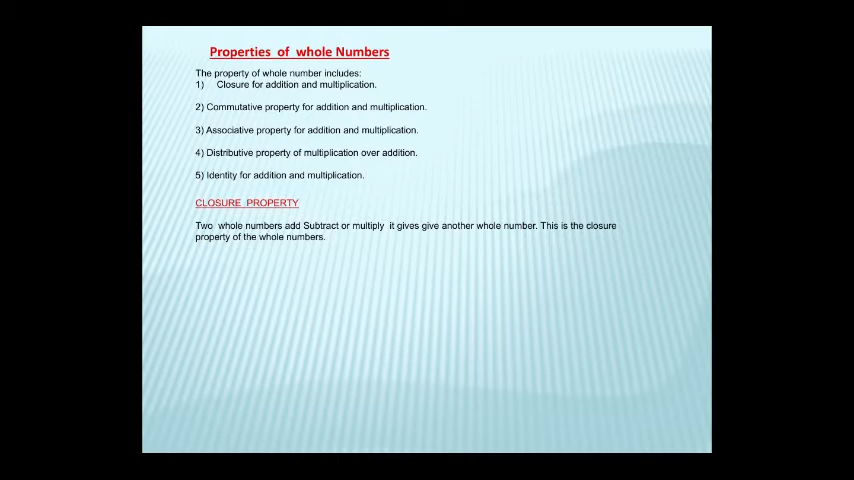 Properties of whole Numbers
The property of whole number includes:
1) Closure for addition and multiplication.
2) Commutative property for addition and multiplication.
3) Associative property for addition and multiplication.
4) Distributive property of multiplication over addition.
5) Identity for addition and multiplication.
CLOSURE PROPERTY
Two whole numbers add Subtract or multiply it gives give another whole number. This is the closure
property of the whole numbers.